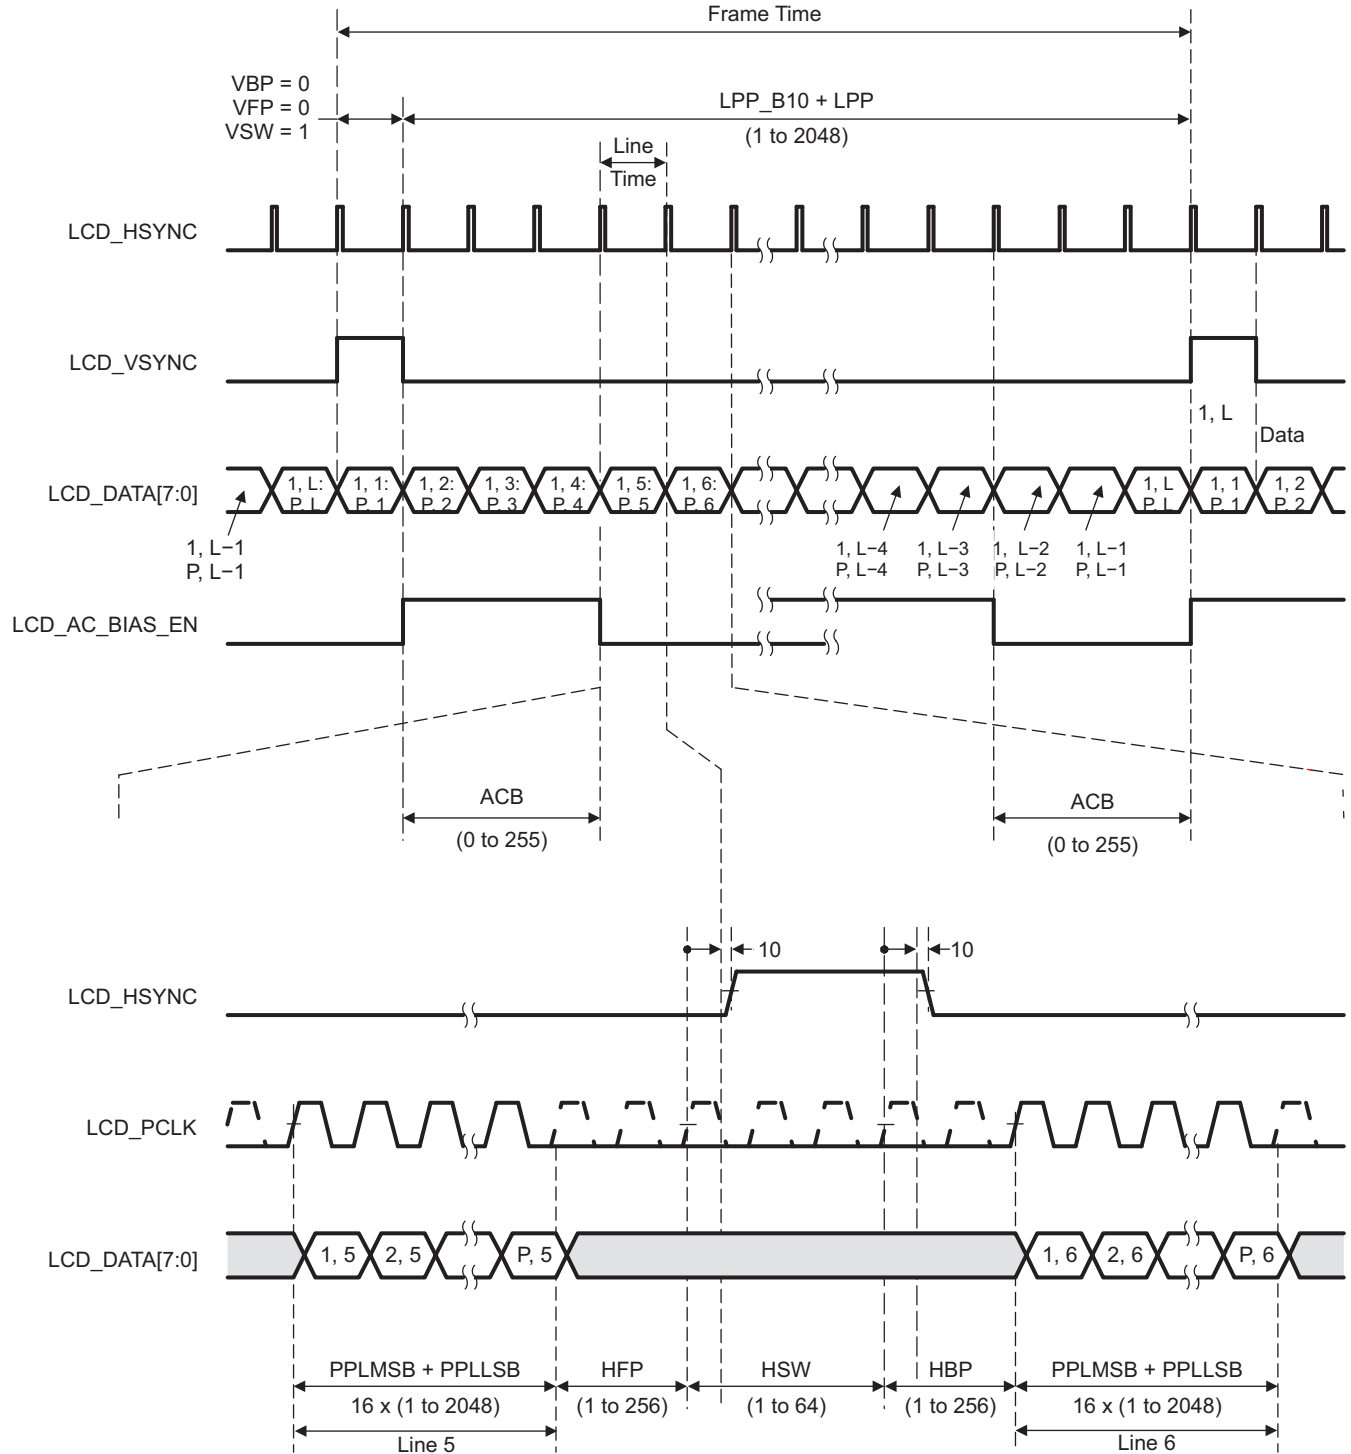 Frame Time
VBP = 0
VFP = 0
VSW = 1
LPP_B10 + LPP
(1 to 2048)
Line
Time
LCD_HSYNC
LCD_VSYNC
1, L
Data
LCD_DATA[7:0]
1, L: P, L
1, 1: P, 1
1, 2: P, 2
1, 3: P, 3
1, 4: P, 4
1, 5: P, 5
1, 6: P, 6
1, L P, L
1, 1 P, 1
1, 2 P, 2
1, L−1
P, L−1
1, L−4
P, L−4
1, L−3
P, L−3
1, L−2
P, L−2
1, L−1
P, L−1
LCD_AC_BIAS_EN
ACB
(0 to 255)
ACB
(0 to 255)
10
10
LCD_HSYNC
LCD_PCLK
LCD_DATA[7:0]
1, 5
2, 5
P, 5
1, 6
2, 6
P, 6
PPLMSB + PPLLSB
16 x (1 to 2048)
Line 5
HFP
(1 to 256)
HSW
(1 to 64)
HBP
(1 to 256)
PPLMSB + PPLLSB
16 x (1 to 2048)
Line 6